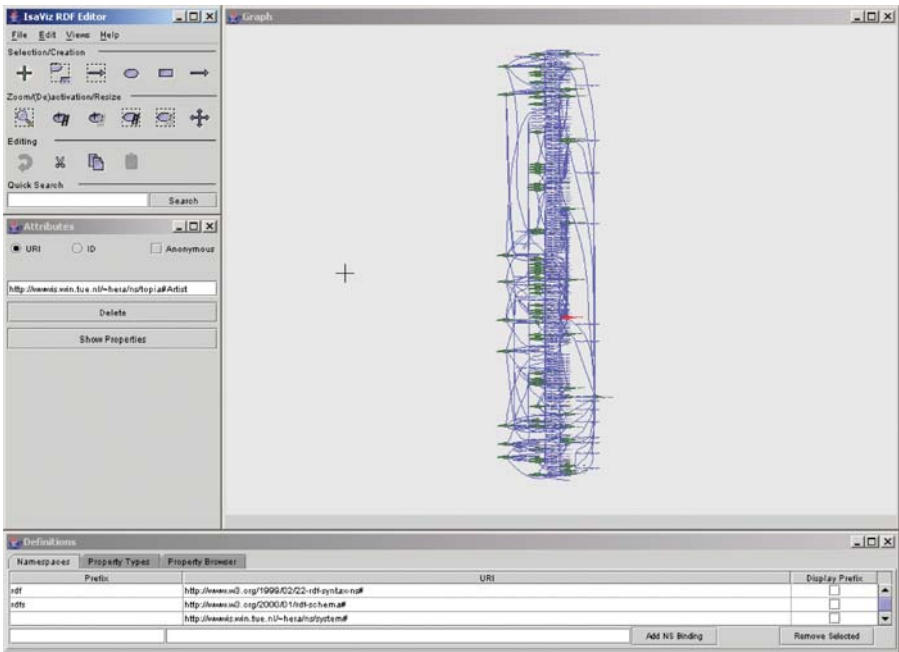 IsaViz RDF Editor
File Edit Views Help
Selection/Creation
Zoom/(De)activation/Resize
Editing
Quick Search
Search
Attributes
URI ID Anonymous
http://wwwis.win.tue.nl/~hera/ns/topia#Artist
Delete
Show Properties
Graph
Definitions
Namespaces Property Types Property Browser
Prefix URI Display Prefix
rdf http://www.w3.org/1999/02/22-rdf-syntax-ns#
rdfs http://www.w3.org/2000/01/rdf-schema#
http://wwwis.win.tue.nl/~hera/ns/system#
Add NS Binding Remove Selected